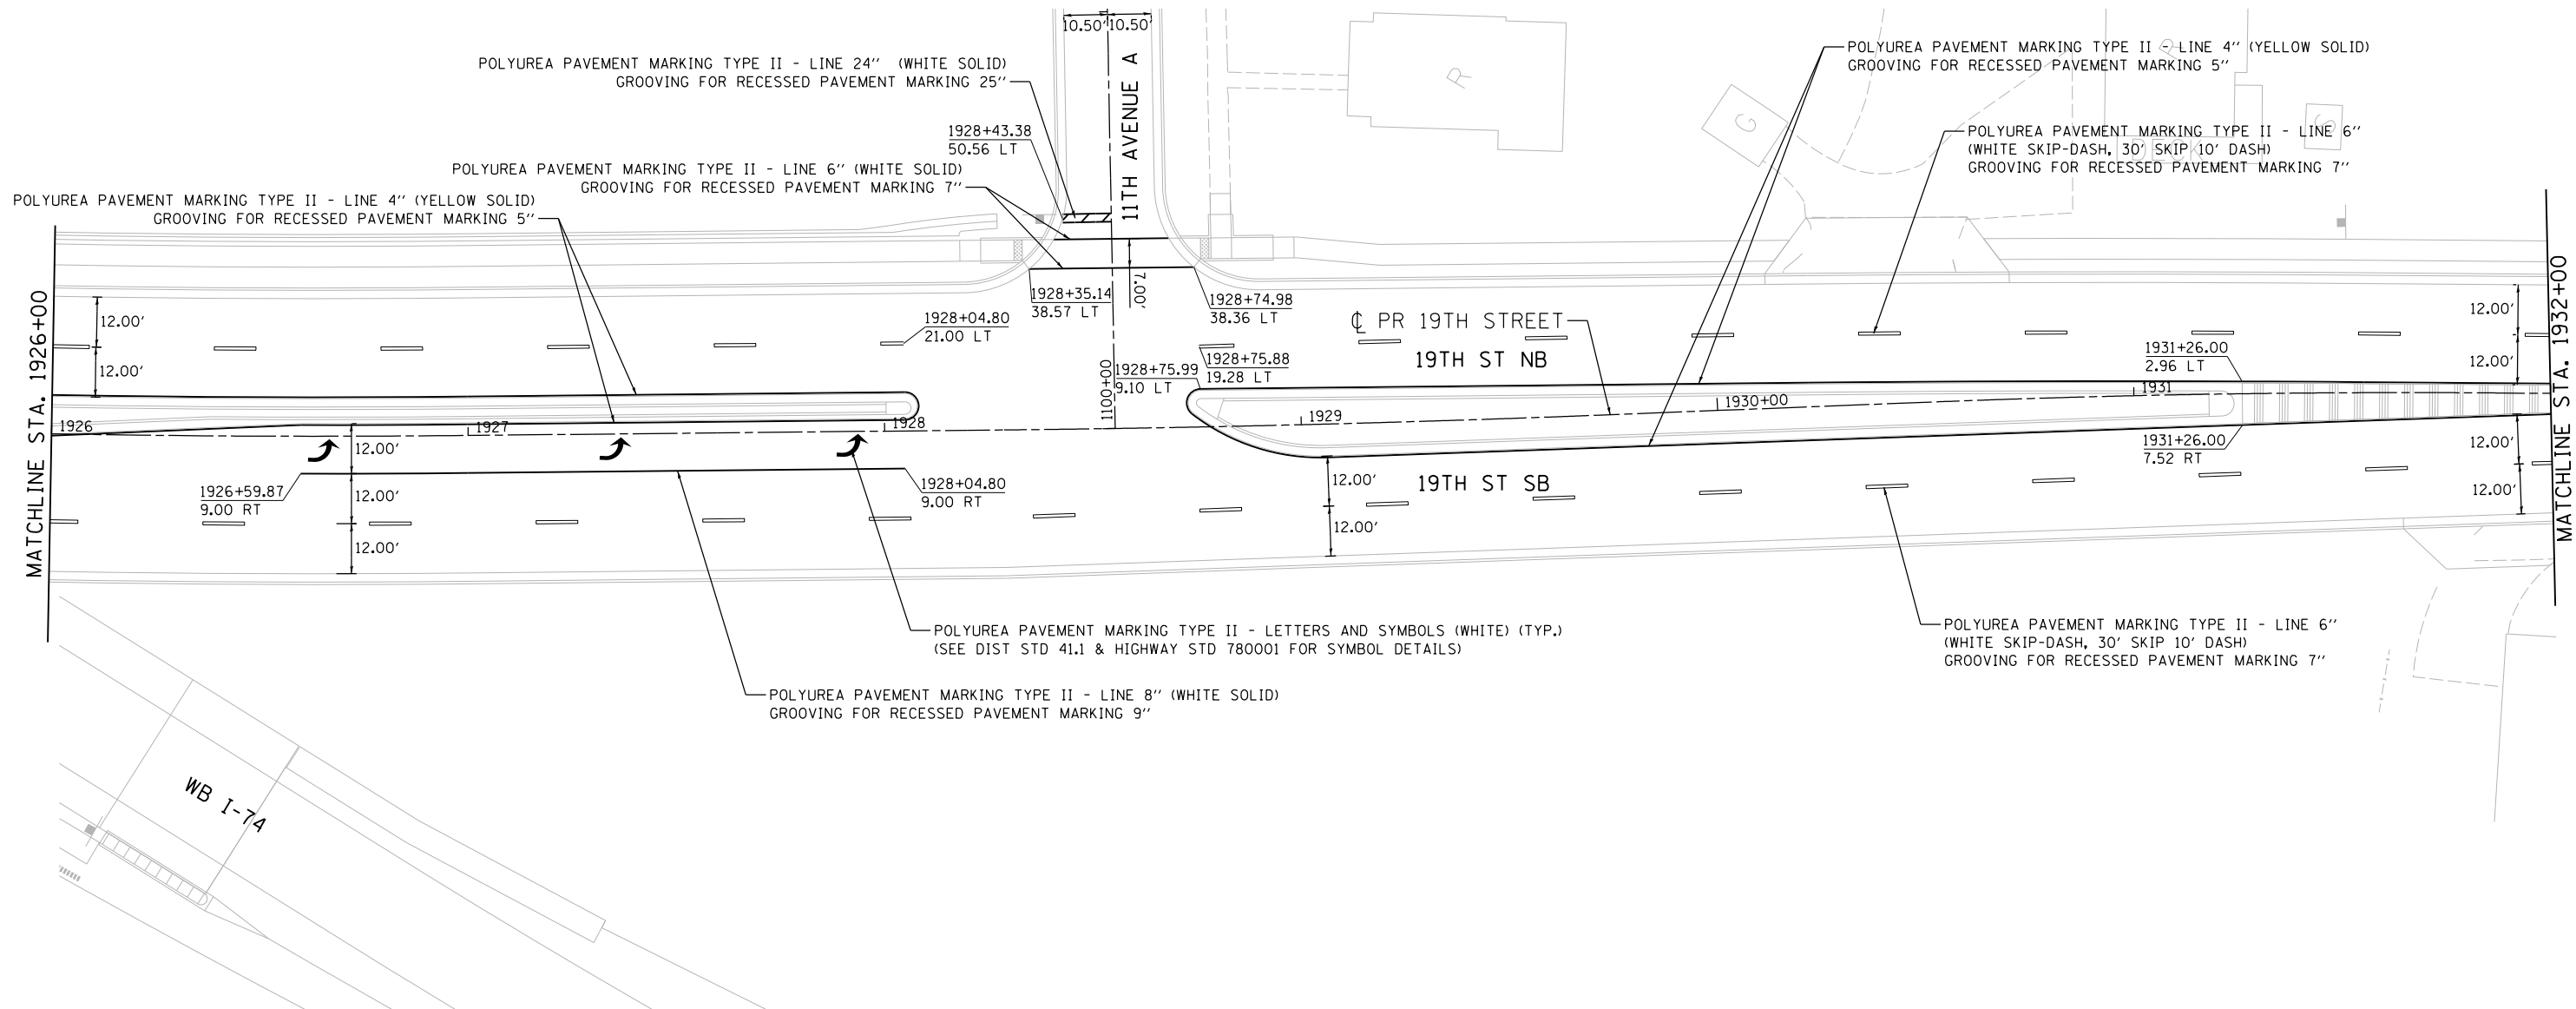 10.50' 10.50'
11TH AVENUE A
POLYUREA PAVEMENT MARKING TYPE II - LINE 24" (WHITE SOLID)
GROOVING FOR RECESSED PAVEMENT MARKING 25"
1928+43.38
50.56 LT
POLYUREA PAVEMENT MARKING TYPE II - LINE 6" (WHITE SOLID)
GROOVING FOR RECESSED PAVEMENT MARKING 7"
POLYUREA PAVEMENT MARKING TYPE II - LINE 4" (YELLOW SOLID)
GROOVING FOR RECESSED PAVEMENT MARKING 5"
POLYUREA PAVEMENT MARKING TYPE II - LINE 4" (YELLOW SOLID)
GROOVING FOR RECESSED PAVEMENT MARKING 5"
POLYUREA PAVEMENT MARKING TYPE II - LINE 6"
(WHITE SKIP-DASH, 30' SKIP 10' DASH)
GROOVING FOR RECESSED PAVEMENT MARKING 7"
R
G
R
DECK
S
MATCHLINE STA. 1926+00
12.00'
12.00'
1928+04.80
21.00 LT
1928+35.14
38.57 LT
7.00'
1928+74.98
38.36 LT
℄ PR 19TH STREET
19TH ST NB
1928+75.88
19.28 LT
1928+75.99
9.10 LT
1100+00
1931+26.00
2.96 LT
12.00'
12.00'
MATCHLINE STA. 1932+00
1926
1927
1928
1929
1930+00
1931
12.00'
12.00'
12.00'
1926+59.87
9.00 RT
1928+04.80
9.00 RT
12.00'
12.00'
19TH ST SB
1931+26.00
7.52 RT
12.00'
12.00'
POLYUREA PAVEMENT MARKING TYPE II - LETTERS AND SYMBOLS (WHITE) (TYP.)
(SEE DIST STD 41.1 & HIGHWAY STD 780001 FOR SYMBOL DETAILS)
POLYUREA PAVEMENT MARKING TYPE II - LINE 6"
(WHITE SKIP-DASH, 30' SKIP 10' DASH)
GROOVING FOR RECESSED PAVEMENT MARKING 7"
POLYUREA PAVEMENT MARKING TYPE II - LINE 8" (WHITE SOLID)
GROOVING FOR RECESSED PAVEMENT MARKING 9"
WB I-74